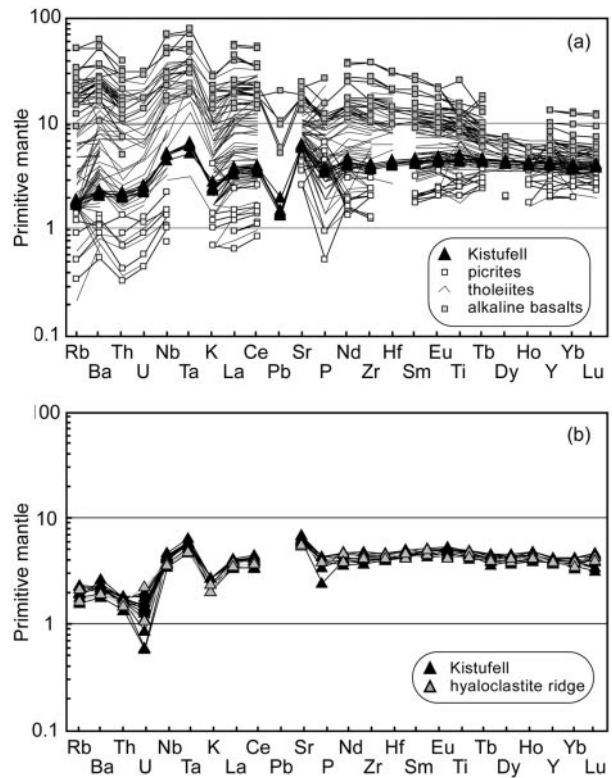 100
(a)
10
Primitive mantle
1
Kistufell
picrites
tholeiites
alkaline basalts
0.1
Rb Th Nb K Ce Sr Nd Hf Eu Tb Ho Yb
Ba U Ta La Pb P Zr Sm Ti Dy Y Lu
00
(b)
10
Primitive mantle
1
Kistufell
hyaloclastite ridge
0.1
Rb Th Nb K Ce Sr Nd Hf Eu Tb Ho Yb
Ba U Ta La Pb P Zr Sm Ti Dy Y Lu